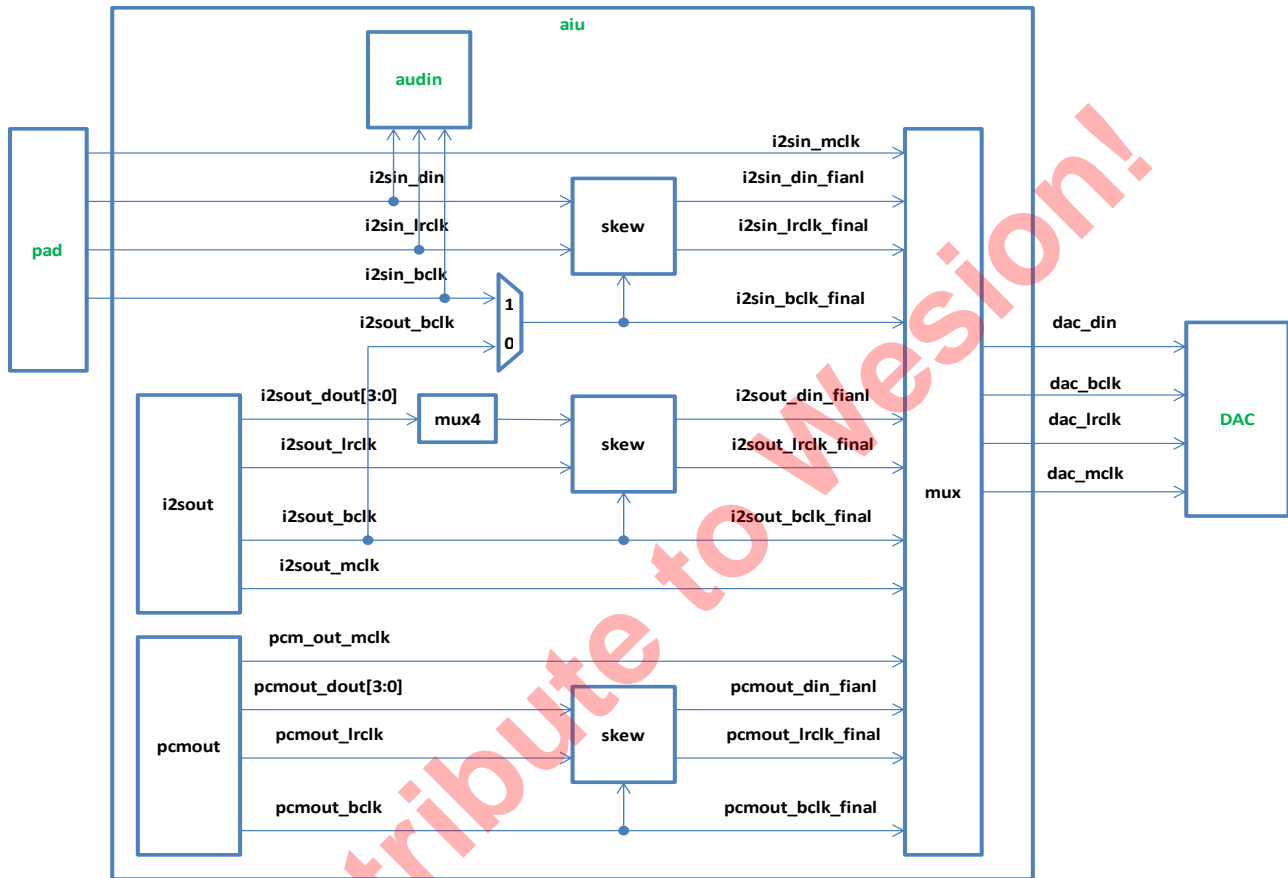 aiu
audin
pad
i2sin_mclk
i2sin_din
i2sin_din_fianl
i2sin_lrclk
i2sin_lrclk_final
skew
i2sin_bclk
i2sin_bclk_final
1
0
i2sout_bclk
dac_din
dac_bclk
dac_lrclk
dac_mclk
DAC
mux
i2sout_dout[3:0]
mux4
i2sout_din_fianl
i2sout_lrclk
skew
i2sout_lrclk_final
i2sout
i2sout_bclk
i2sout_bclk_final
i2sout_mclk
pcm_out_mclk
pcmout_dout[3:0]
pcmout_din_fianl
pcmout
pcmout_lrclk
skew
pcmout_lrclk_final
pcmout_bclk
pcmout_bclk_final
tribute to Wesion!